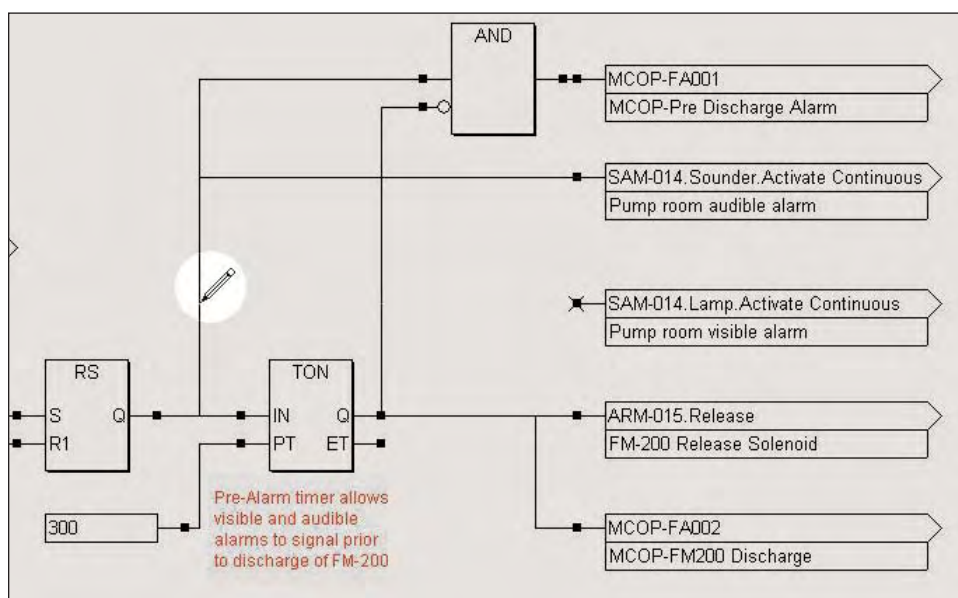 AND
MCOP-FA001
MCOP-Pre Discharge Alarm
SAM-014.Sounder.Activate Continuous
Pump room audible alarm
SAM-014.Lamp.Activate Continuous
Pump room visible alarm
RS
S Q
R1
TON
IN Q
PT ET
ARM-015.Release
FM-200 Release Solenoid
300
Pre-Alarm timer allows
visible and audible
alarms to signal prior
to discharge of FM-200
MCOP-FA002
MCOP-FM200 Discharge